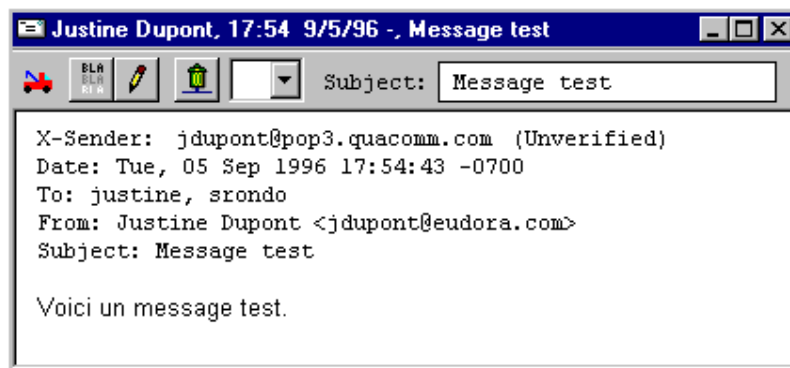 Justine Dupont, 17:54 9/5/96 -, Message test
BLA
BLA
BLA
Subject: Message test
X-Sender: jdupont@pop3.quacomm.com (Unverified)
Date: Tue, 05 Sep 1996 17:54:43 -0700
To: justine, srondo
From: Justine Dupont <jdupont@eudora.com>
Subject: Message test
Voici un message test.